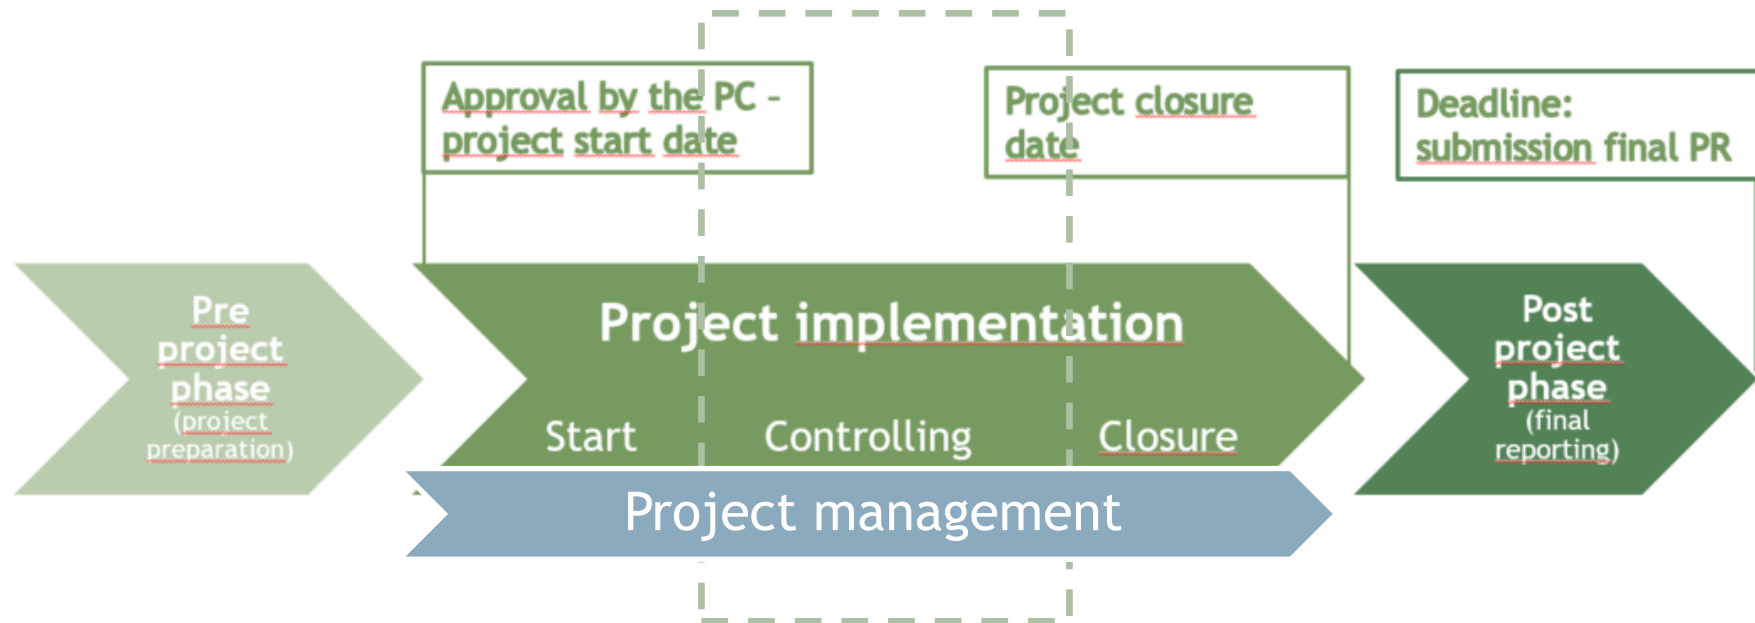 Approval by the PC –
project start date
Project closure
date
Deadline:
submission final PR
Pre
project
phase
(project
preparation)
Project implementation
Start
Controlling
Closure
Post
project
phase
(final
reporting)
Project management